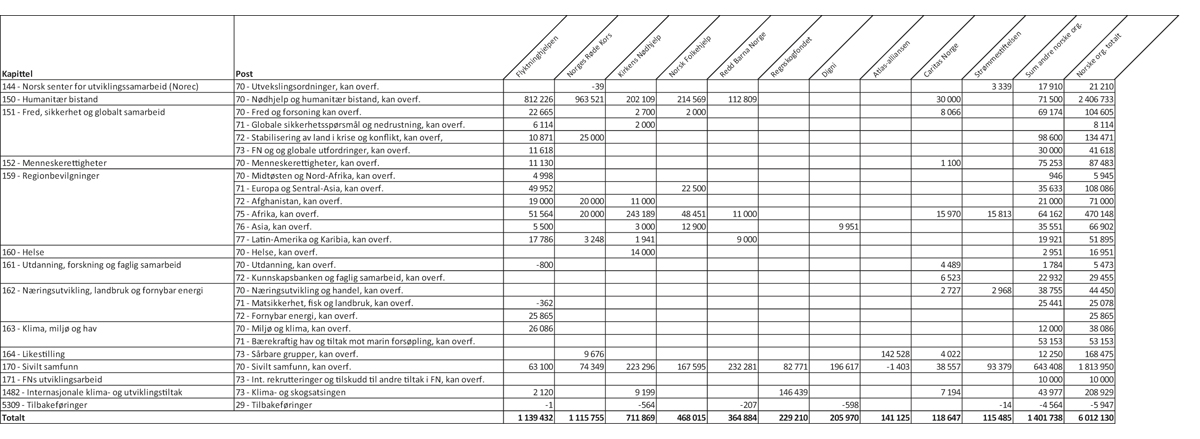 Kapittel Post Flyktninghjelpen Norges Røde Kors Kirkens Nødhjelp Norsk Folkehjelp Redd Barna Norge Regnskogfondet Digni Atlas-alliansen Caritas Norge Strømmestiftelsen Sum andre norske org. Norske org. totalt
144 - Norsk senter for utviklingssamarbeid (Norec) 70 - Utvekslingsordninger, kan overf. -39 3 339 17 910 21 210
150 - Humanitær bistand 70 - Nødhjelp og humanitær bistand, kan overf. 812 226 963 521 202 109 214 569 112 809 30 000 71 500 2 406 733
151 - Fred, sikkerhet og globalt samarbeid 70 - Fred og forsoning kan overf. 22 665 2 700 2 000 8 066 69 174 104 605
71 - Globale sikkerhetsspørsmål og nedrustning, kan overf. 6 114 2 000 8 114
72 - Stabilisering av land i krise og konflikt, kan overf, 10 871 25 000 98 600 134 471
73 - FN og og globale utfordringer, kan overf. 11 618 30 000 41 618
152 - Menneskerettigheter 70 - Menneskerettigheter, kan overf. 11 130 1 100 75 253 87 483
159 - Regionbevilgninger 70 - Midtøsten og Nord-Afrika, kan overf. 4 998 946 5 945
71 - Europa og Sentral-Asia, kan overf. 49 952 22 500 35 633 108 086
72 - Afghanistan, kan overf. 19 000 20 000 11 000 21 000 71 000
75 - Afrika, kan overf. 51 564 20 000 243 189 48 451 11 000 15 970 15 813 64 162 470 148
76 - Asia, kan overf. 5 500 3 000 12 900 9 951 35 551 66 902
77 - Latin-Amerika og Karibia, kan overf. 17 786 3 248 1 941 9 000 19 921 51 895
160 - Helse 70 - Helse, kan overf. 14 000 2 951 16 951
161 - Utdanning, forskning og faglig samarbeid 70 - Utdanning, kan overf. -800 4 489 1 784 5 473
72 - Kunnskapsbanken og faglig samarbeid, kan overf. 6 523 22 932 29 455
162 - Næringsutvikling, landbruk og fornybar energi 70 - Næringsutvikling og handel, kan overf. 2 727 2 968 38 755 44 450
71 - Matsikkerhet, fisk og landbruk, kan overf. -362 25 441 25 078
72 - Fornybar energi, kan overf. 25 865 25 865
163 - Klima, miljø og hav 70 - Miljø og klima, kan overf. 26 086 12 000 38 086
71 - Bærekraftig hav og tiltak mot marin forsøpling, kan overf. 53 153 53 153
164 - Likestilling 73 - Sårbare grupper, kan overf. 9 676 142 528 4 022 12 250 168 475
170 - Sivilt samfunn 70 - Sivilt samfunn, kan overf. 63 100 74 349 223 296 167 595 232 281 82 771 196 617 -1 403 38 557 93 379 643 408 1 813 950
171 - FNs utviklingsarbeid 73 - Int. rekrutteringer og tilskudd til andre tiltak i FN, kan overf. 10 000 10 000
1482 - Internasjonale klima- og utviklingstiltak 73 - Klima- og skogsatsingen 2 120 9 199 146 439 7 194 43 977 208 929
5309 - Tilbakeføringer 29 - Tilbakeføringer -1 -564 -207 -598 -14 -4 564 -5 947
Totalt 1 139 432 1 115 755 711 869 468 015 364 884 229 210 205 970 141 125 118 647 115 485 1 401 738 6 012 130